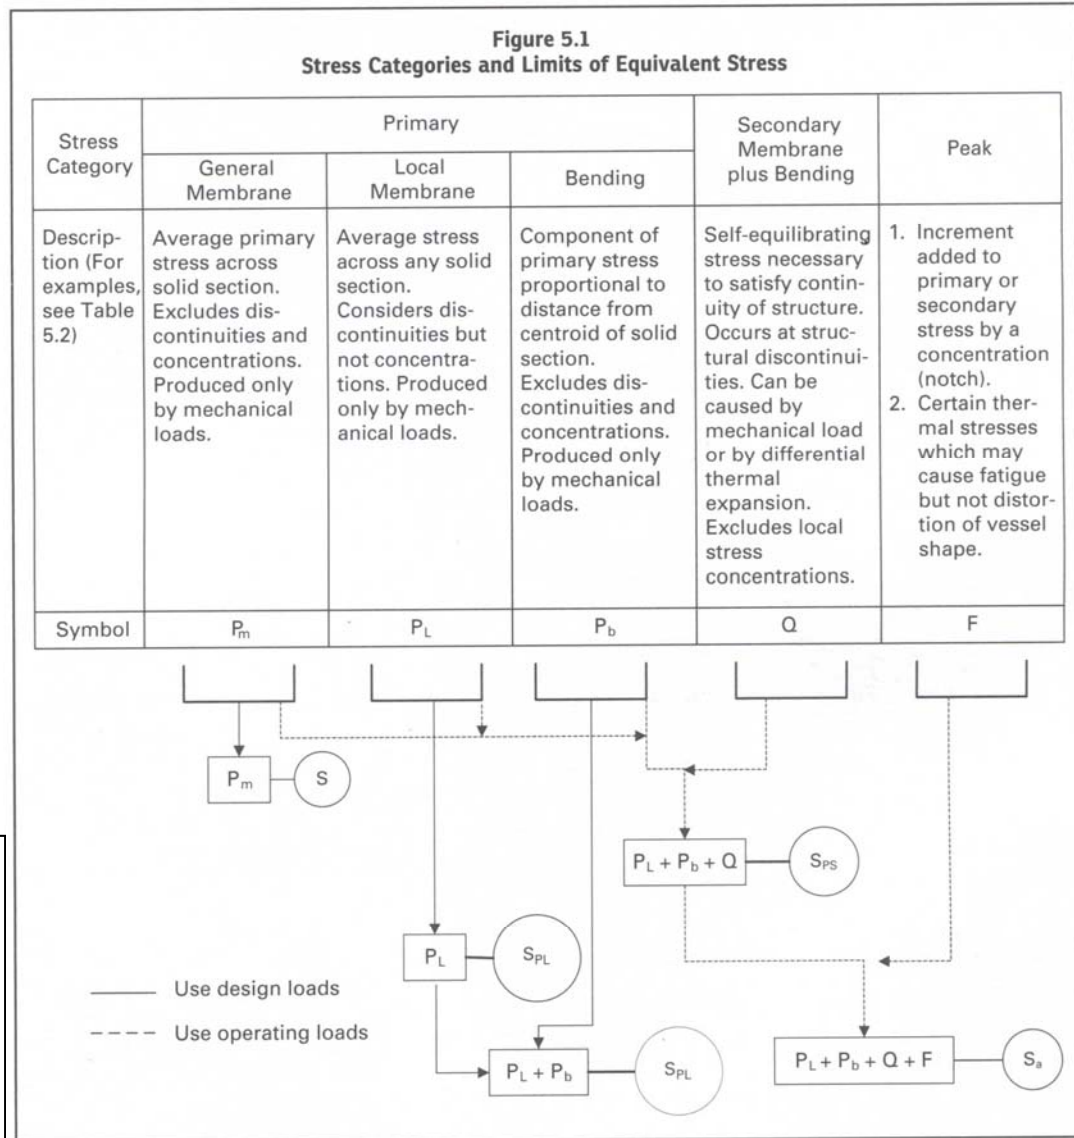 Figure 5.1
Stress Categories and Limits of Equivalent Stress
Stress
Category
Primary
General
Membrane
Local
Membrane
Bending
Secondary
Membrane
plus Bending
Peak
Descrip-
tion (For
examples,
see Table
5.2)
Average primary
stress across
solid section.
Excludes dis-
continuities and
concentrations.
Produced only
by mechanical
loads.
Average stress
across any solid
section.
Considers dis-
continuities but
not concentra-
tions. Produced
only by mech-
anical loads.
Component of
primary stress
proportional to
distance from
centroid of solid
section.
Excludes dis-
continuities and
concentrations.
Produced only
by mechanical
loads.
Self-equilibrating
stress necessary
to satisfy contin-
uity of structure.
Occurs at struc-
tural discontinui-
ties. Can be
caused by
mechanical load
or by differential
thermal
expansion.
Excludes local
stress
concentrations.
1. Increment
added to
primary or
secondary
stress by a
concentration
(notch).
2. Certain ther-
mal stresses
which may
cause fatigue
but not distor-
tion of vessel
shape.
Symbol
Pm
PL
Pb
Q
F
Pm
S
PL + Pb + Q
SPS
PL
SPL
Use design loads
Use operating loads
PL + Pb
SPL
PL + Pb + Q + F
Sa